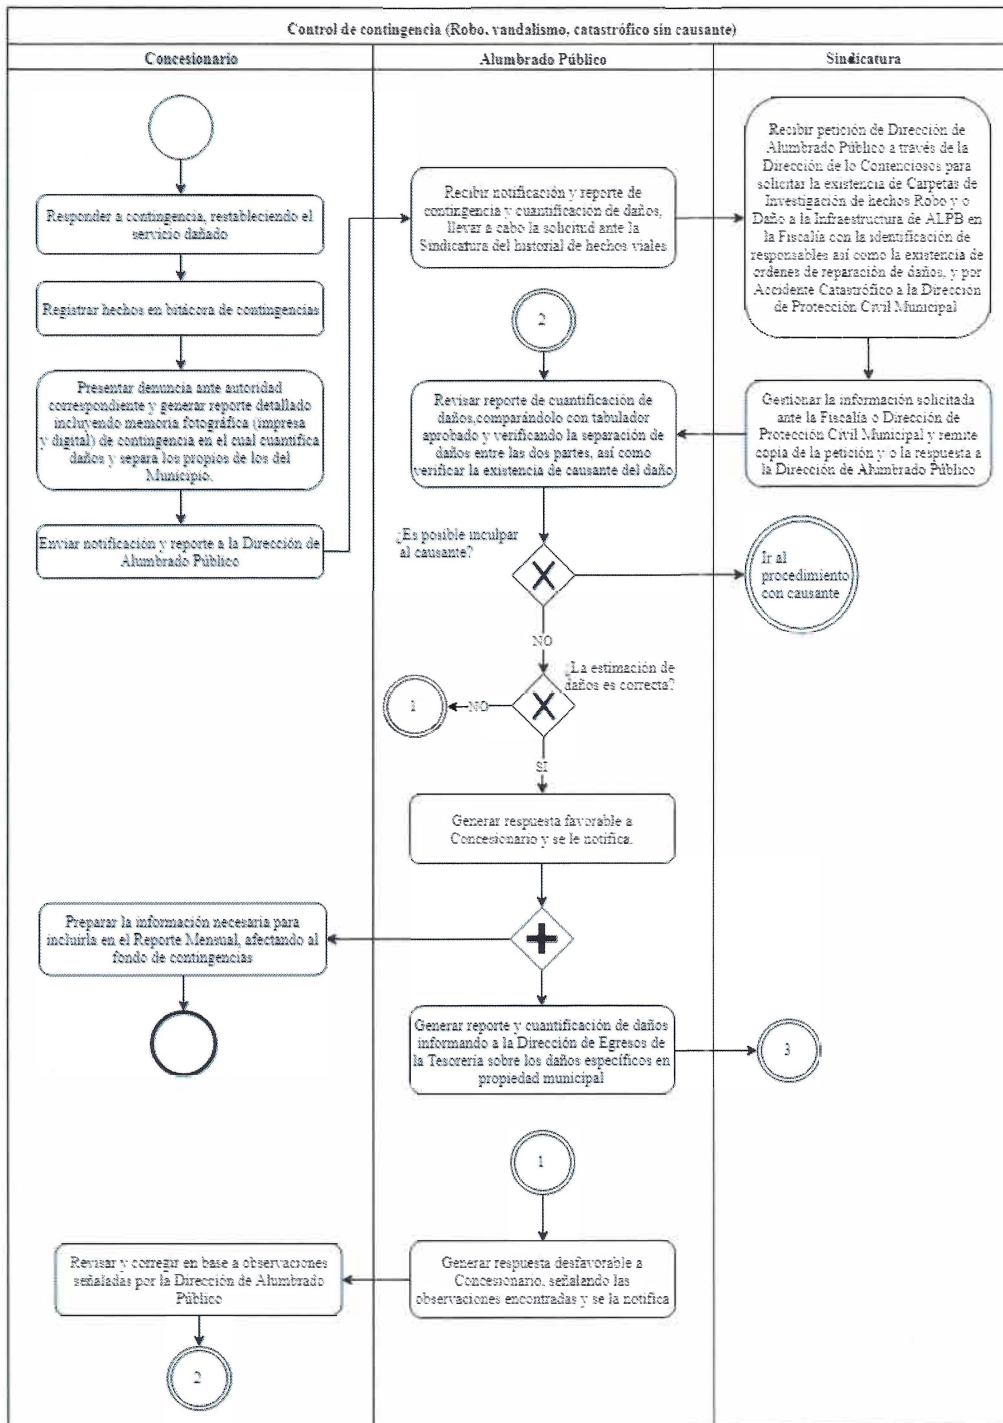 Control de contingencia (Robo, vandalismo, catastrófico sin causante)
Concesionario
Alumbrado Público
Sindicatura
Responder a contingencia, restableciendo el
servicio dañado
Registrar hechos en bitácora de contingencias
Presentar denuncia ante autoridad
correspondiente y generar reporte detallado
incluyendo memoria fotográfica (impresa
y digital) de contingencia en el cual cuantifica
daños y separa los propios de los del
Municipio.
Enviar notificación y reporte a la Dirección de
Alumbrado Público
Recibir notificación y reporte de
contingencia y cuantificación de daños,
llevar a cabo la solicitud ante la
Sindicatura del historial de hechos viales
Recibir petición de Dirección de
Alumbrado Público a través de la
Dirección de lo Contenciosos para
solicitar la existencia de Carpetas de
Investigación de hechos Robo y o
Daño a la Infraestructura de ALPB
en la Fiscalía con la identificación de
responsables así como la existencia de
ordenes de reparación de daños, y por
Accidente Catastrófico a la Dirección
de Protección Civil Municipal
Gestionar la información solicitada
ante la Fiscalía o Dirección de
Protección Civil Municipal y remite
copia de la petición y o la respuesta a
la Dirección de Alumbrado Público
2
Revisar reporte de cuantificación de
daños,comparándolo con tabulador
aprobado y verificando la separación de
daños entre las dos partes, así como
verificar la existencia de causante del daño
¿Es posible inculpar
al causante?
Ir al
procedimiento
con causante
NO
¿La estimación de
daños es correcta?
NO
1
SI
Generar respuesta favorable a
Concesionario y se le notifica.
Preparar la información necesaria para
incluirla en el Reporte Mensual, afectando al
fondo de contingencias
Generar reporte y cuantificación de daños
informando a la Dirección de Egresos de
la Tesorería sobre los daños específicos en
propiedad municipal
3
1
Generar respuesta desfavorable a
Concesionario, señalando las
observaciones encontradas y se la notifica
Revisar y corregir en base a observaciones
señaladas por la Dirección de Alumbrado
Público
2